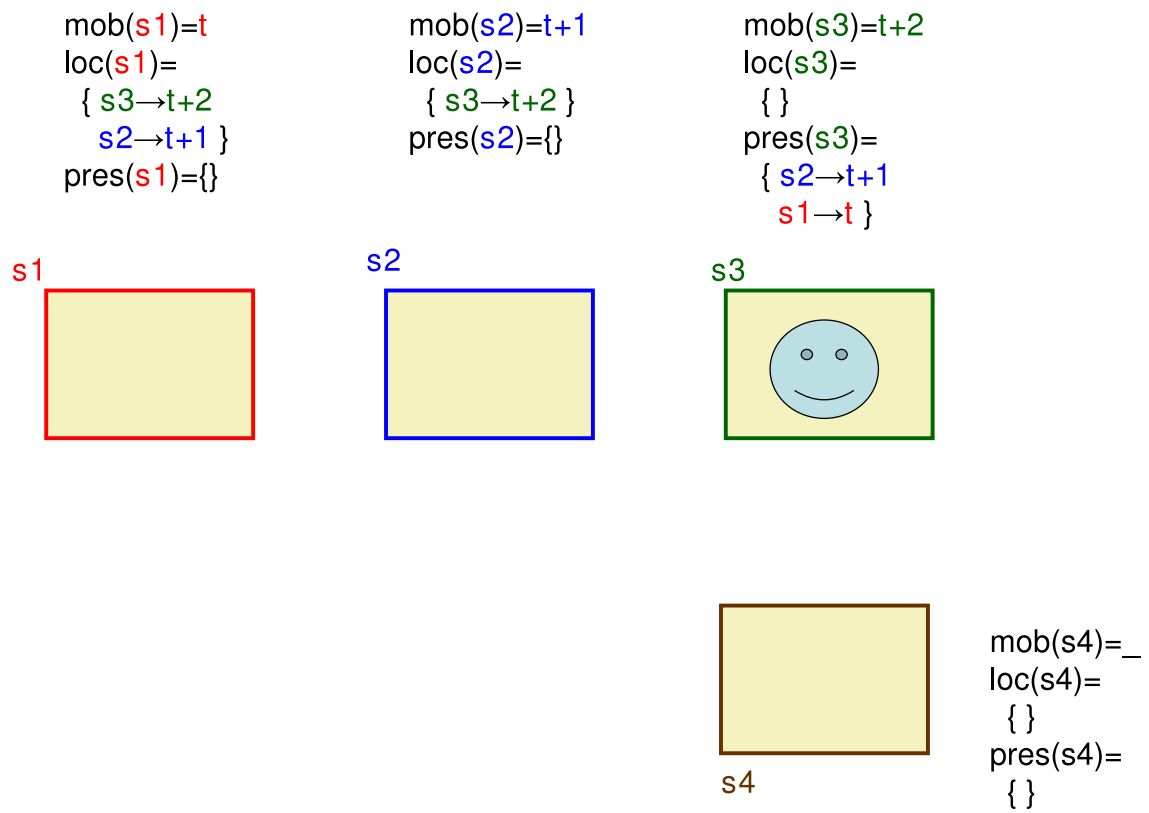 mob(s1)=t
loc(s1)=
{ s3→t+2
s2→t+1 }
pres(s1)={}
mob(s2)=t+1
loc(s2)=
{ s3→t+2 }
pres(s2)={}
mob(s3)=t+2
loc(s3)=
{ }
pres(s3)=
{ s2→t+1
s1→t }
s1
s2
s3
mob(s4)=_
loc(s4)=
{ }
pres(s4)=
{ }
s4